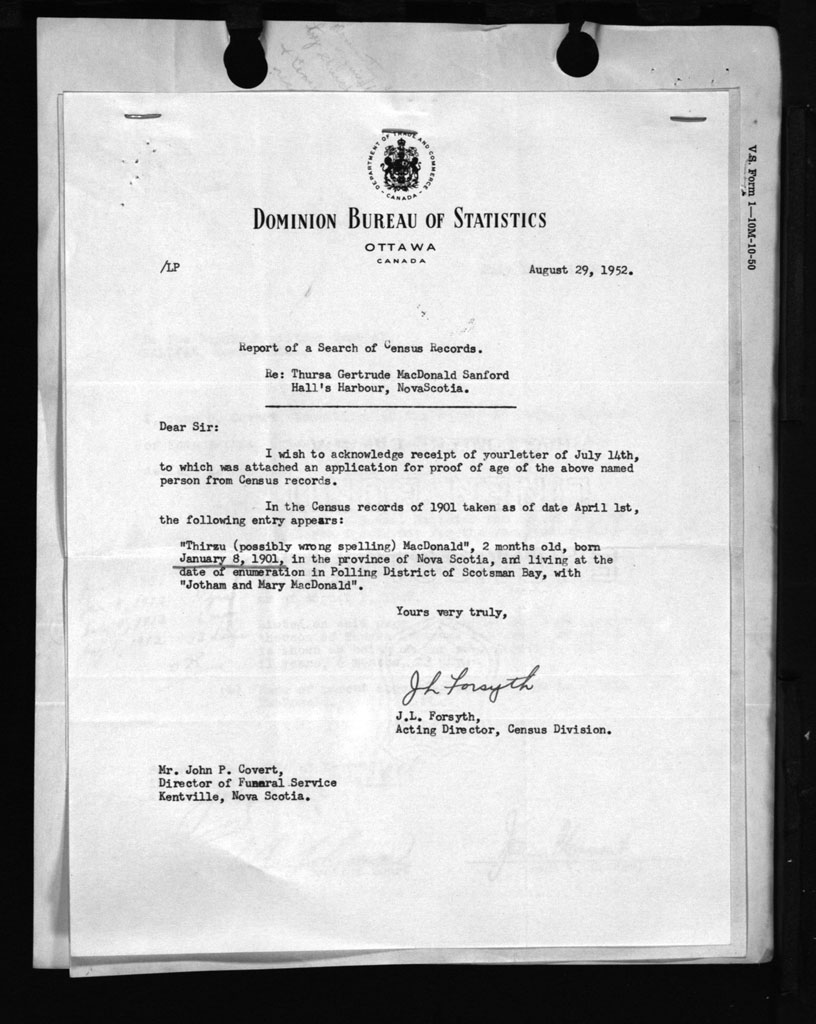 DEPARTMENT OF TRADE AND COMMERCE
- CANADA -
DOMINION BUREAU OF STATISTICS
OTTAWA
CANADA
/LP
August 29, 1952.
V.S. Form 1—10M-10-50
Report of a Search of Census Records.
Re: Thursa Gertrude MacDonald Sanford
Hall's Harbour, NovaScotia.
Dear Sir:
I wish to acknowledge receipt of yourletter of July 14th,
to which was attached an application for proof of age of the above named
person from Census records.
In the Census records of 1901 taken as of date April 1st,
the following entry appears:
"Thirzu (possibly wrong spelling) MacDonald", 2 months old, born
January 8, 1901, in the province of Nova Scotia, and living at the
date of enumeration in Polling District of Scotsman Bay, with
"Jotham and Mary MacDonald".
Yours very truly,
J L Forsyth
J.L. Forsyth,
Acting Director, Census Division.
Mr. John P. Covert,
Director of Funeral Service
Kentville, Nova Scotia.